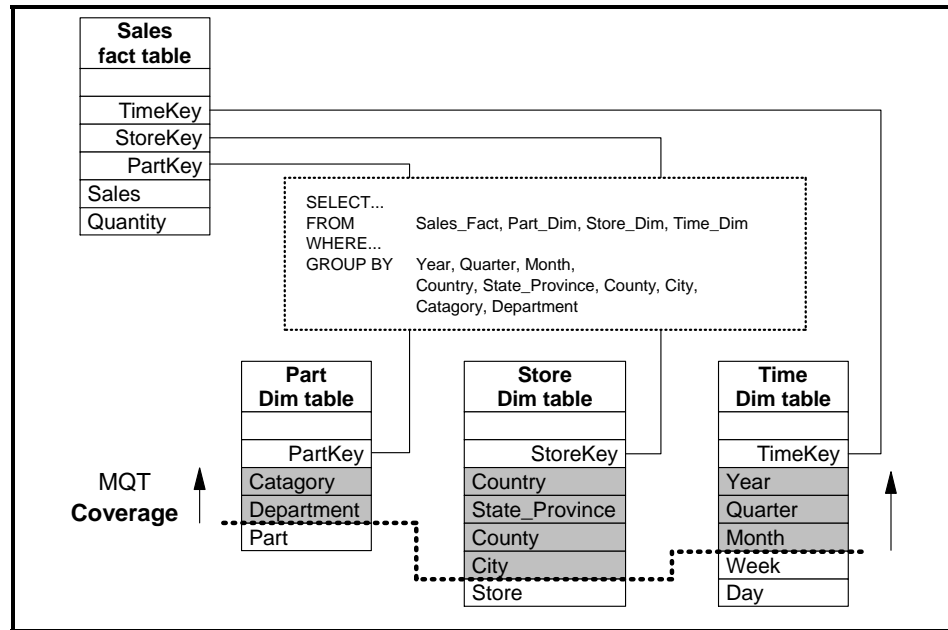 Sales
fact table
TimeKey
StoreKey
PartKey
Sales
Quantity
SELECT...
FROM Sales_Fact, Part_Dim, Store_Dim, Time_Dim
WHERE...
GROUP BY Year, Quarter, Month,
Country, State_Province, County, City,
Catagory, Department
Part
Dim table
PartKey
Catagory
Department
Part
Store
Dim table
StoreKey
Country
State_Province
County
City
Store
Time
Dim table
TimeKey
Year
Quarter
Month
Week
Day
MQT
Coverage